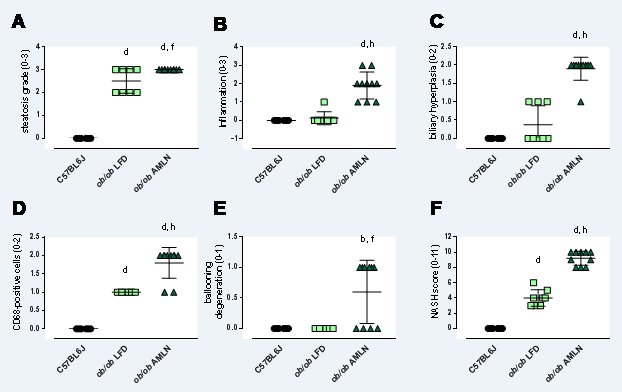 A
B
C
steatosis grade (0-3)
4
3
2
1
0
d
d, f
C57BL6J
ob/ob LFD
ob/ob AMLN
Inflammation (0-3)
4
3
2
1
0
-1
d, h
C57BL6J
ob/ob LFD
ob/ob AMLN
biliary hyperplasia (0-2)
2.5
2.0
1.5
1.0
0.5
0.0
d, h
C57BL6J
ob/ob LFD
ob/ob AMLN
D
E
F
CD68-positive cells (0-2)
2.5
2.0
1.5
1.0
0.5
0.0
d
d, h
C57BL6J
ob/ob LFD
ob/ob AMLN
ballooning
degeneration (0-1)
1.5
1.0
0.5
0.0
b, f
C57BL6J
ob/ob LFD
ob/ob AMLN
NASH score (0-11)
12
10
8
6
4
2
0
d
d, h
C57BL6J
ob/ob LFD
ob/ob AMLN